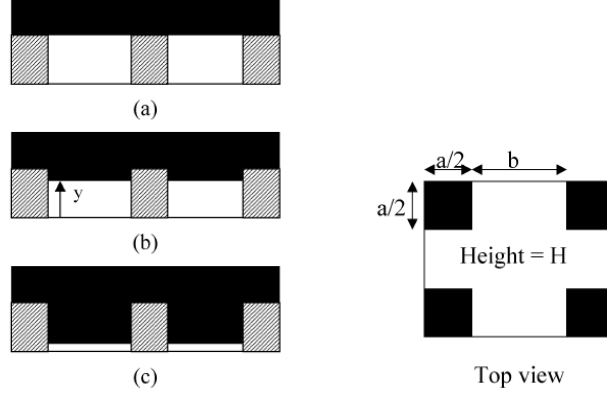 (a)
y
(b)
(c)
a/2
b
a/2
Height = H
Top view